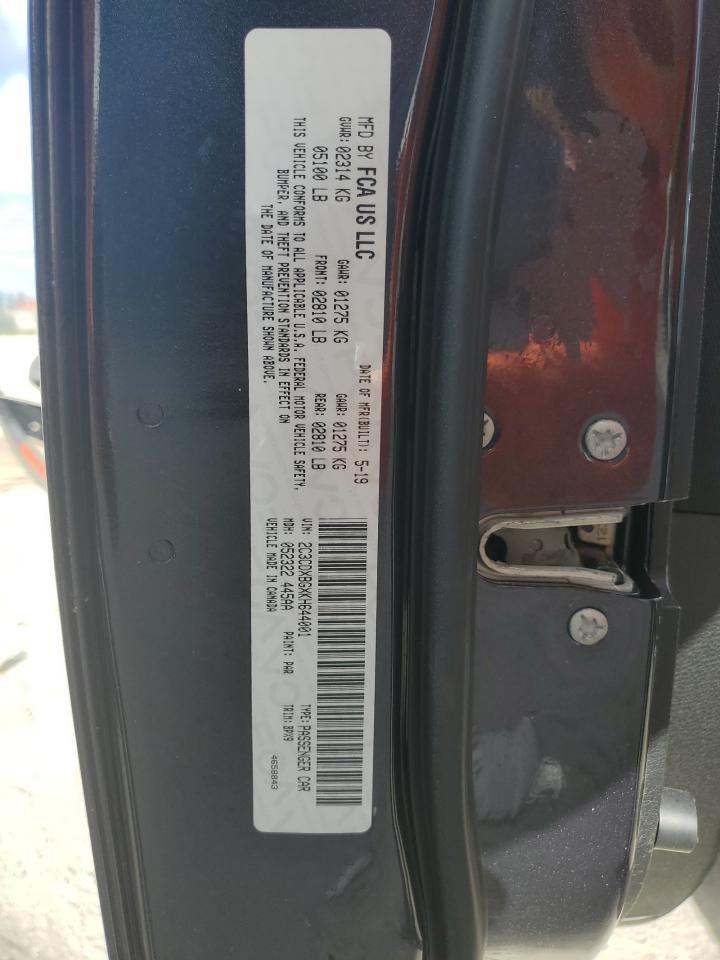 MFD BY FCA US LLC DATE OF MFR(BUILT): 5-19
GVWR: 02314 KG GAWR: 01275 KG GAWR: 01275 KG
05100 LB FRONT: 02810 LB REAR: 02810 LB
THIS VEHICLE CONFORMS TO ALL APPLICABLE U.S.A. FEDERAL MOTOR VEHICLE SAFETY,
BUMPER, AND THEFT PREVENTION STANDARDS IN EFFECT ON
THE DATE OF MANUFACTURE SHOWN ABOVE.
VIN: 2C3CDXBGXKH644001 TYPE: PASSENGER CAR
MDH: 052322 445AA PAINT: PAR TRIM: BPX9
VEHICLE MADE IN CANADA 4658843